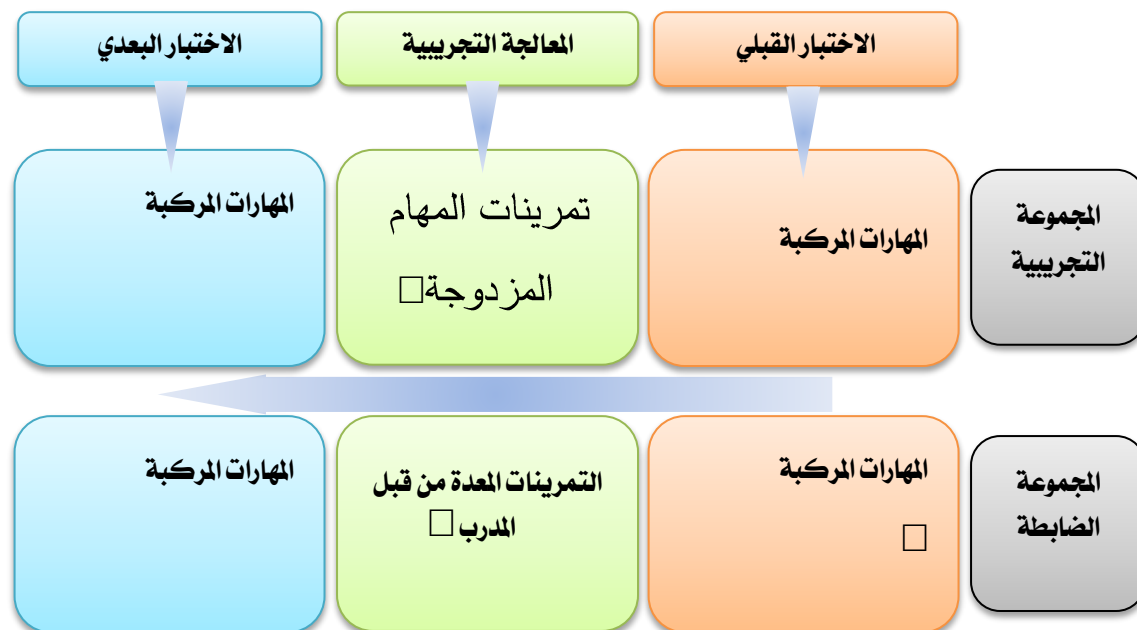 الاختبار القبلي
المعالجة التجريبية
الاختبار البعدي
المجموعة
التجريبية
المهارات المركبة
تمرينات المهام
المزدوجة□
المهارات المركبة
المجموعة
الضابطة
المهارات المركبة
□
التمرينات المعدة من قبل
المدرب□
المهارات المركبة